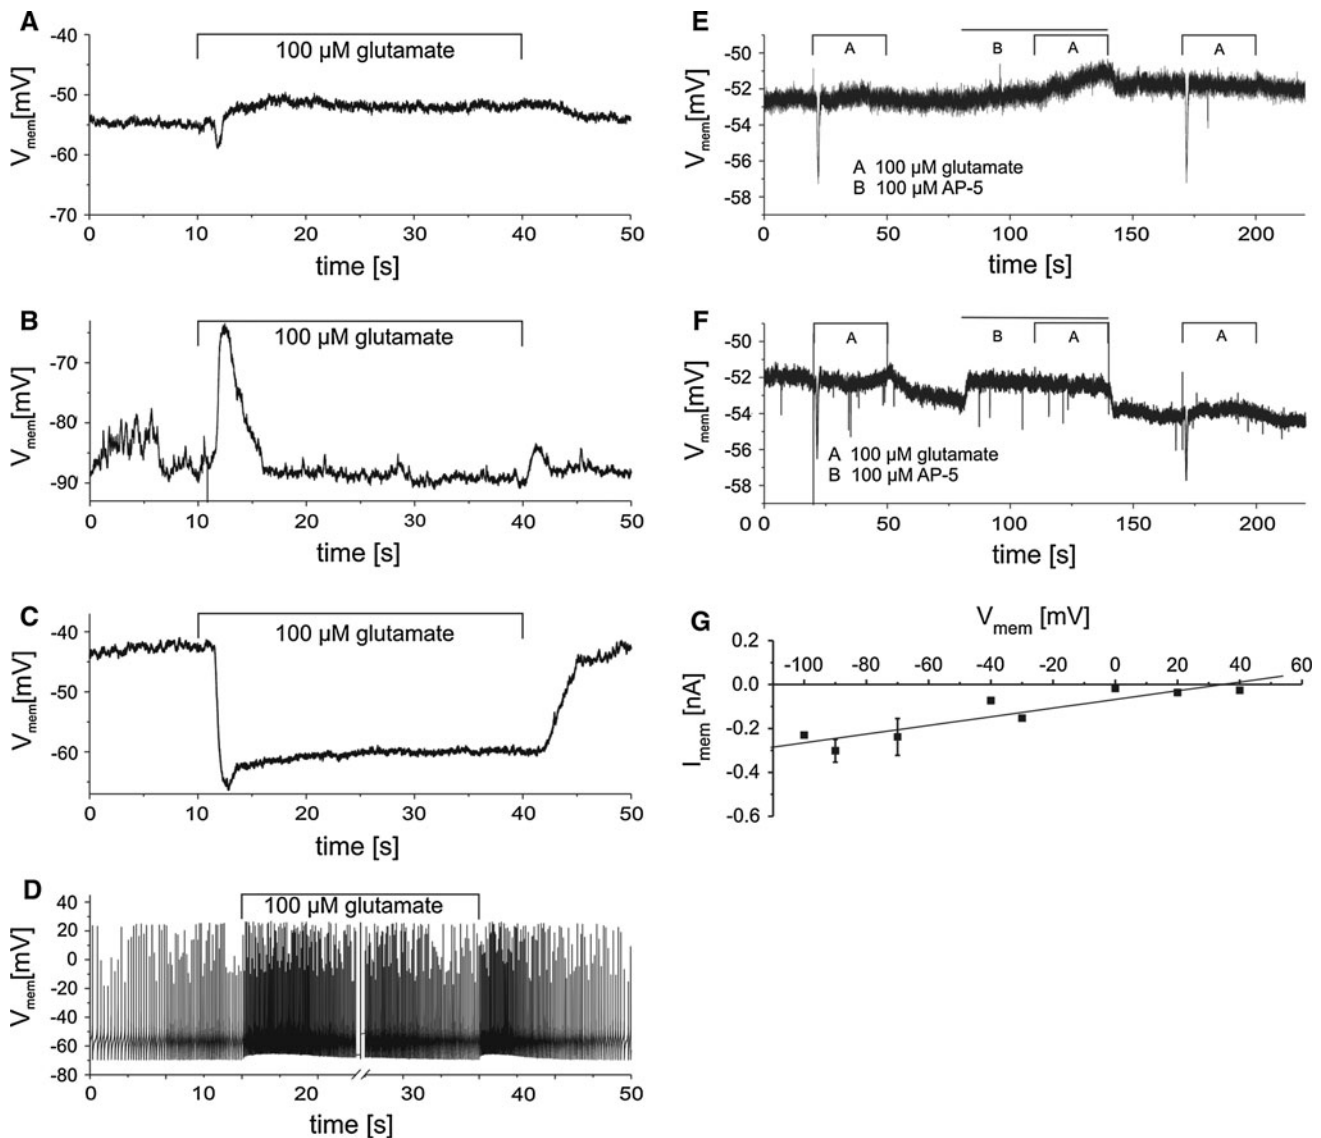 A
-40
-50
-60
-70
V_mem[mV]
100 µM glutamate
0 10 20 30 40 50
time [s]
B
-70
-80
-90
V_mem [mV]
100 µM glutamate
0 10 20 30 40 50
time [s]
C
-40
-50
-60
V_mem [mV]
100 µM glutamate
0 10 20 30 40 50
time [s]
D
40
20
0
-20
-40
-60
-80
V_mem[mV]
100 µM glutamate
0 10 20 30 40 50
time [s]
E
-50
-52
-54
-56
-58
V_mem[mV]
A B A A
A 100 µM glutamate
B 100 µM AP-5
0 50 100 150 200
time [s]
F
-50
-52
-54
-56
-58
V_mem[mV]
A B A A
A 100 µM glutamate
B 100 µM AP-5
0 0 50 100 150 200
time [s]
G
V_mem [mV]
-100 -80 -60 -40 -20 0 20 40 60
0.2
0.0
-0.2
-0.4
-0.6
I_mem [nA]